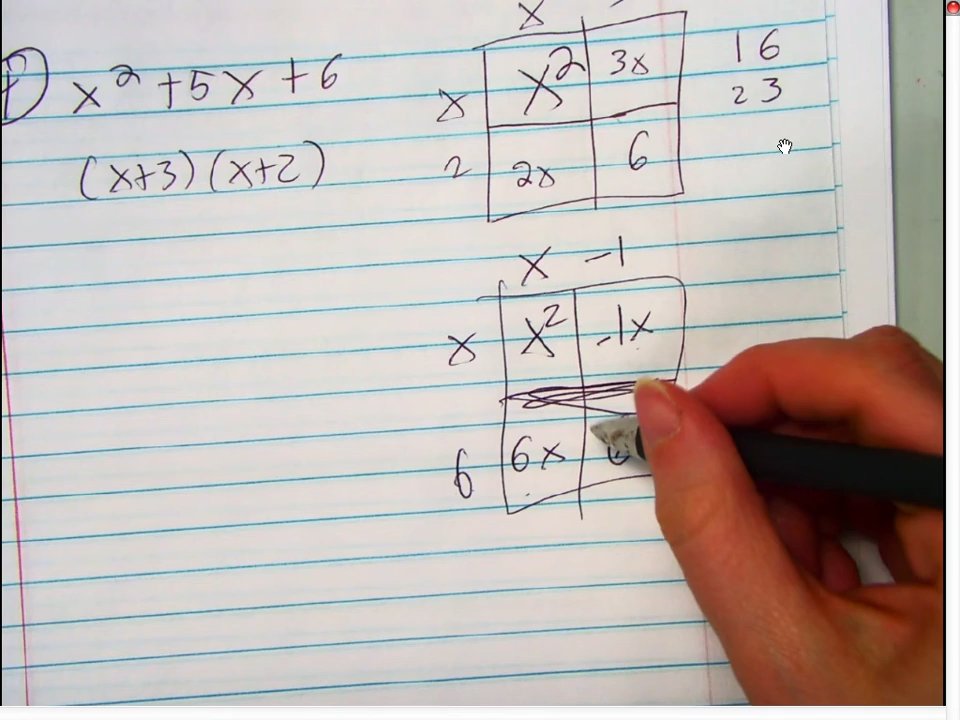 x² + 5x + 6
(x+3)(x+2)
x
x x² 3x
2 2x 6
1 6
2 3
x -1
x x² -1x
6 6x